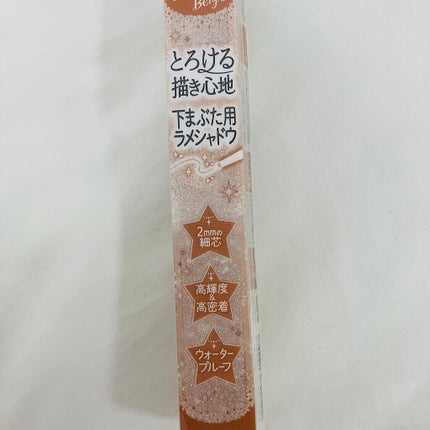 Beige
とろける
描き心地
下まぶた用
ラメシャドウ
2mmの
細芯
高輝度
&
高密着
ウォーター
プルーフ